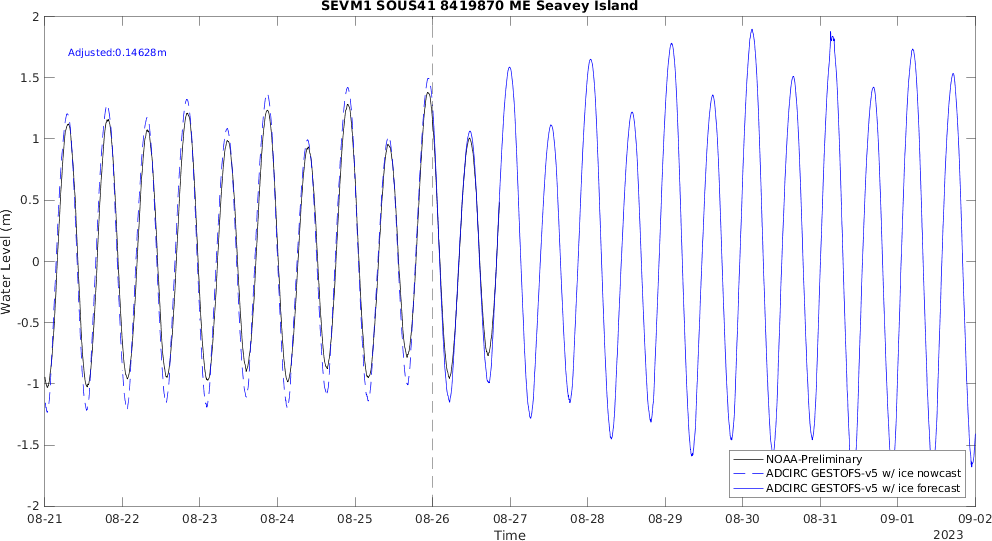 SEVM1 SOUS41 8419870 ME Seavey Island
Adjusted:0.14628m
Water Level (m)
2
1.5
1
0.5
0
-0.5
-1
-1.5
-2
NOAA-Preliminary
ADCIRC GESTOFS-v5 w/ ice nowcast
ADCIRC GESTOFS-v5 w/ ice forecast
08-21 08-22 08-23 08-24 08-25 08-26 08-27 08-28 08-29 08-30 08-31 09-01 09-02
Time
2023